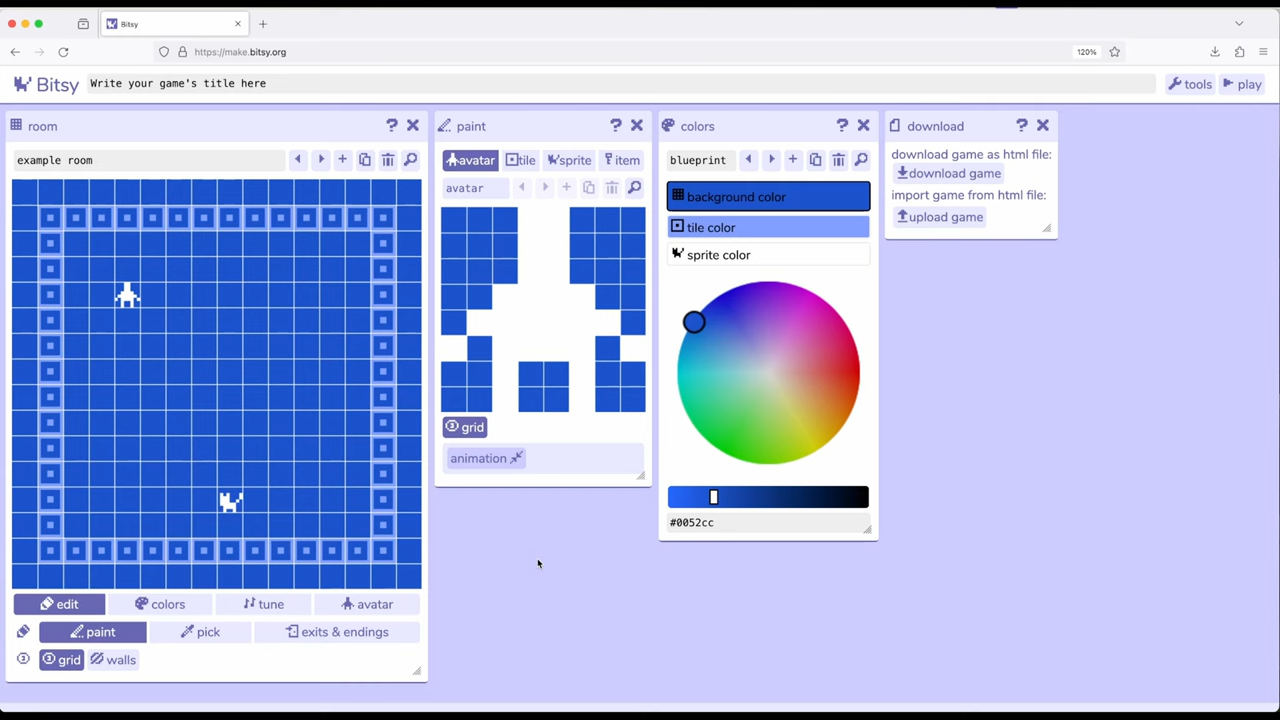 Bitsy
https://make.bitsy.org
120%
Bitsy
Write your game's title here
tools
play
room
example room
edit
colors
tune
avatar
paint
pick
exits & endings
grid
walls
paint
avatar
tile
sprite
item
avatar
grid
animation
colors
blueprint
background color
tile color
sprite color
#0052cc
download
download game as html file:
download game
import game from html file:
upload game